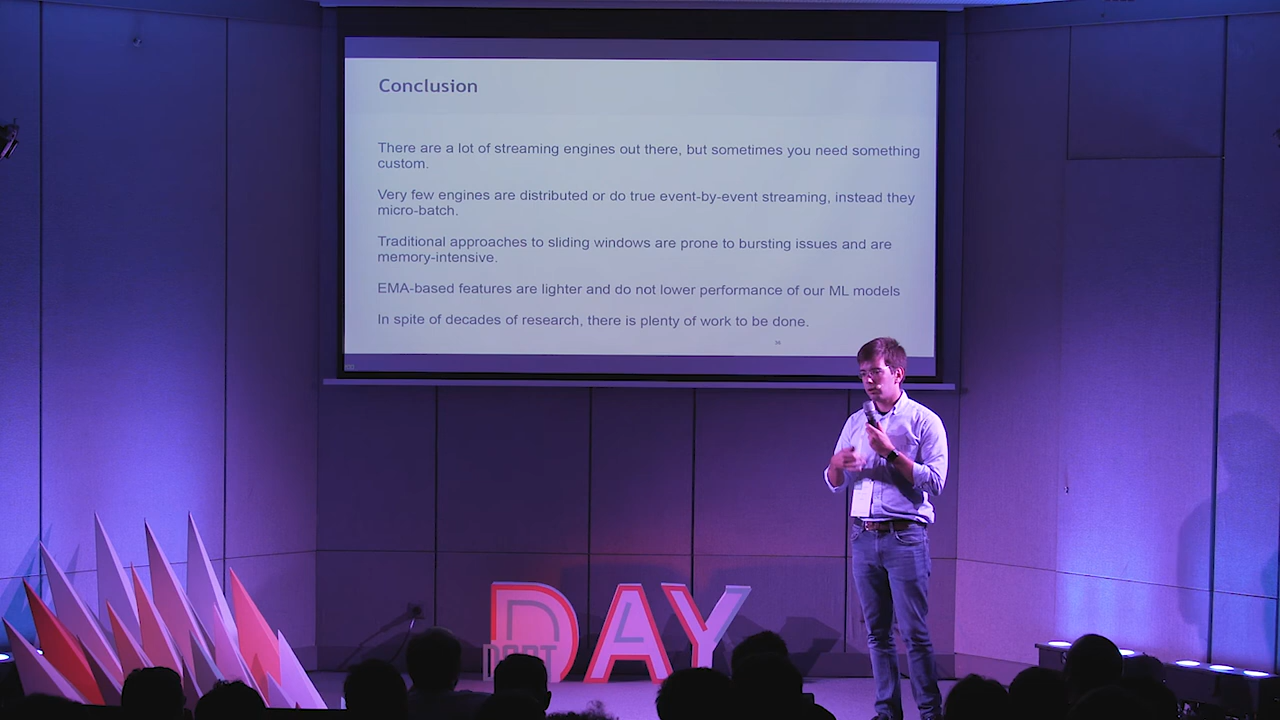 Conclusion
There are a lot of streaming engines out there, but sometimes you need something
custom.
Very few engines are distributed or do true event-by-event streaming, instead they
micro-batch.
Traditional approaches to sliding windows are prone to bursting issues and are
memory-intensive.
EMA-based features are lighter and do not lower performance of our ML models
In spite of decades of research, there is plenty of work to be done.
DAY